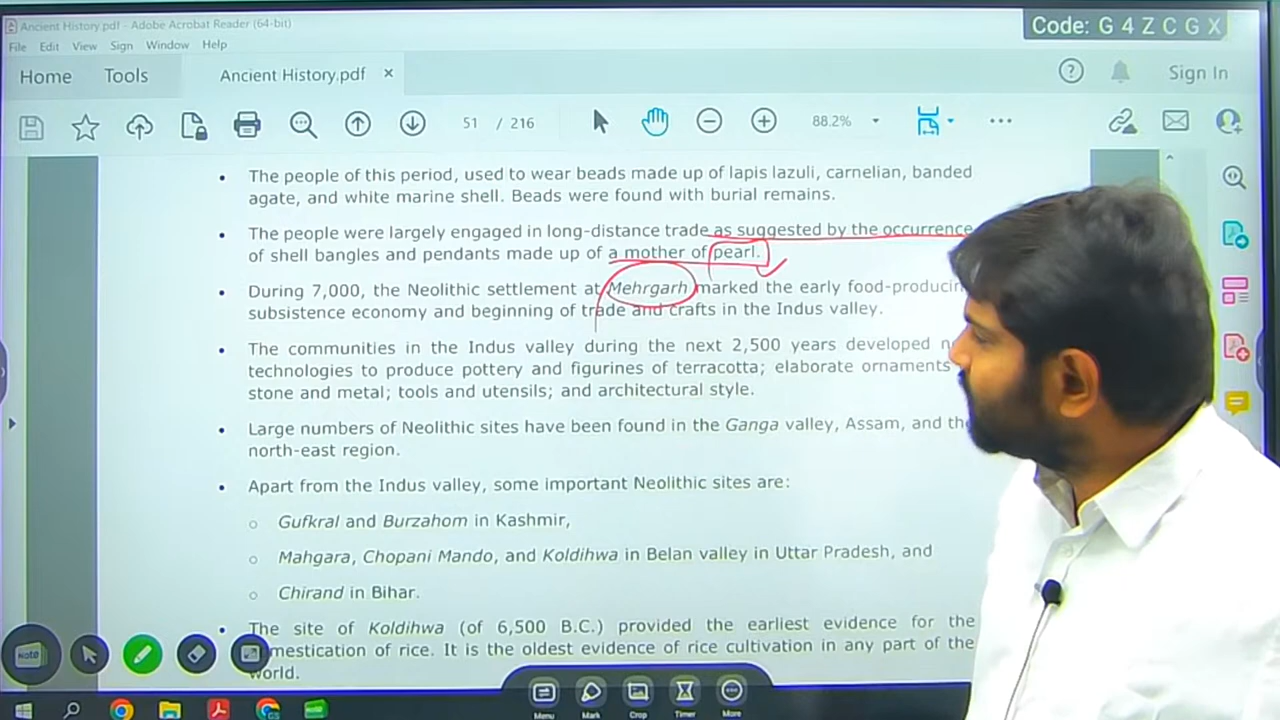 Ancient History.pdf - Adobe Acrobat Reader (64-bit)
Code: G 4 Z C G X
File Edit View Sign Window Help
Home Tools Ancient History.pdf × Sign In
51 / 216 88.2%
• The people of this period, used to wear beads made up of lapis lazuli, carnelian, banded
agate, and white marine shell. Beads were found with burial remains.
• The people were largely engaged in long-distance trade as suggested by the occurrence
of shell bangles and pendants made up of a mother of pearl.
• During 7,000, the Neolithic settlement at Mehrgarh marked the early food-producin
subsistence economy and beginning of trade and crafts in the Indus valley.
• The communities in the Indus valley during the next 2,500 years developed n
technologies to produce pottery and figurines of terracotta; elaborate ornaments
stone and metal; tools and utensils; and architectural style.
• Large numbers of Neolithic sites have been found in the Ganga valley, Assam, and th
north-east region.
• Apart from the Indus valley, some important Neolithic sites are:
o Gufkral and Burzahom in Kashmir,
o Mahgara, Chopani Mando, and Koldihwa in Belan valley in Uttar Pradesh, and
o Chirand in Bihar.
• The site of Koldihwa (of 6,500 B.C.) provided the earliest evidence for the
mestication of rice. It is the oldest evidence of rice cultivation in any part of the
world.
Note
Menu Mark Crop Timer More